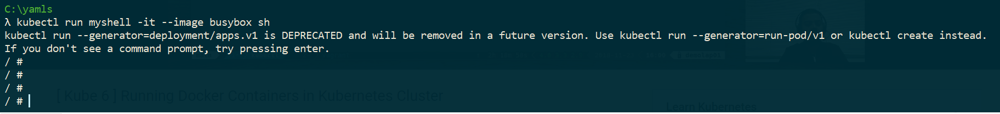 C:\yamls
λ kubectl run myshell -it --image busybox sh
kubectl run --generator=deployment/apps.v1 is DEPRECATED and will be removed in a future version. Use kubectl run --generator=run-pod/v1 or kubectl create instead.
If you don't see a command prompt, try pressing enter.
/ #
/ #
/ #
/ #
[ Kube 6 ] Running Docker Containers in Kubernetes Cluster
Learn Kubernetes